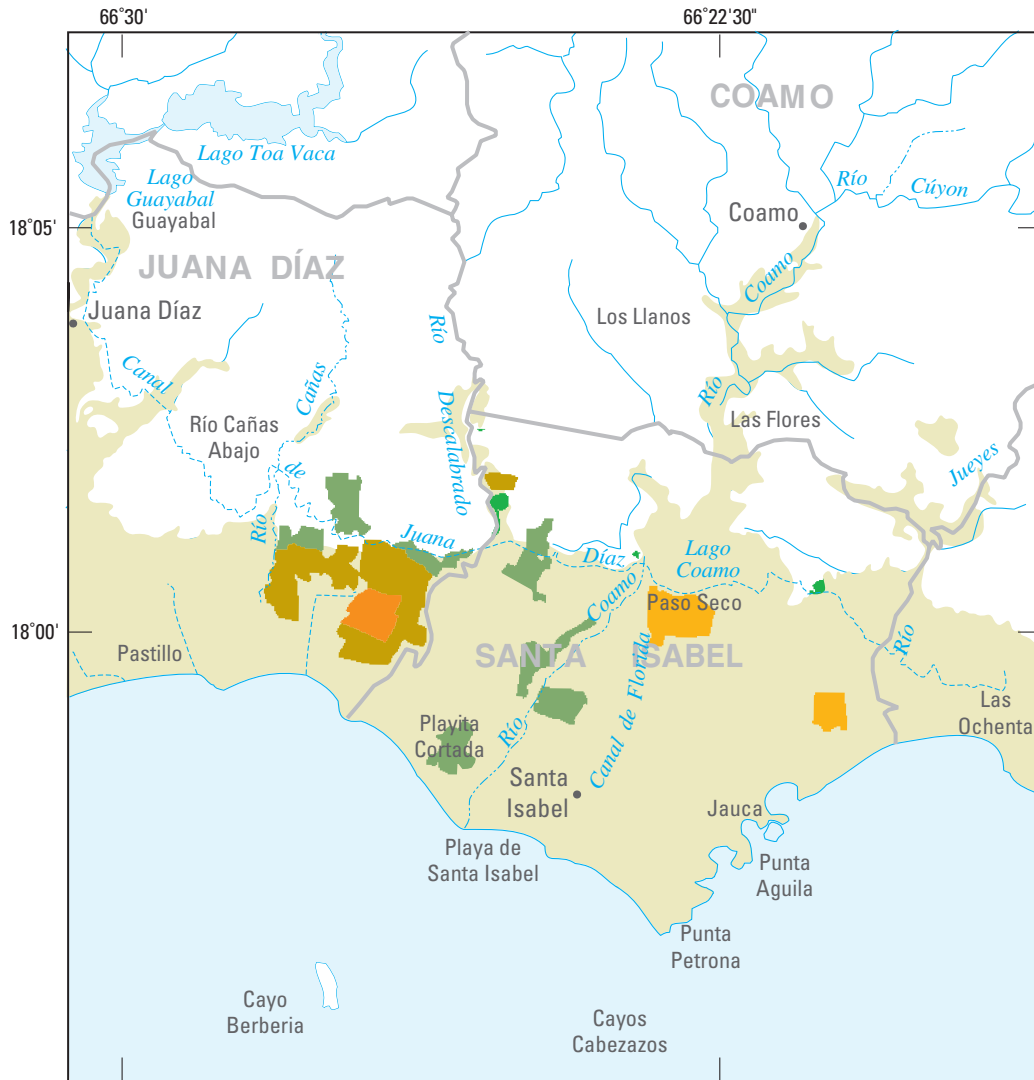 66°30'
66°22'30"
COAMO
Lago Toa Vaca
Lago
Guayabal
Guayabal
Río
Cúyon
Coamo
18°05'
JUANA DÍAZ
Coamo
Juana Díaz
Los Llanos
Río
Canal
Cañas
Río
Descalabrado
Río Cañas
Abajo
Las Flores
Jueyes
de
Río
Juana
Díaz
Lago
Coamo
Coamo
Paso Seco
18°00'
Pastillo
SANTA ISABEL
Río
Las
Ochenta
Playita
Cortada
Río
Canal de Florida
Santa
Isabel
Jauca
Playa de
Santa Isabel
Punta
Aguila
Punta
Petrona
Cayo
Berberia
Cayos
Cabezazos